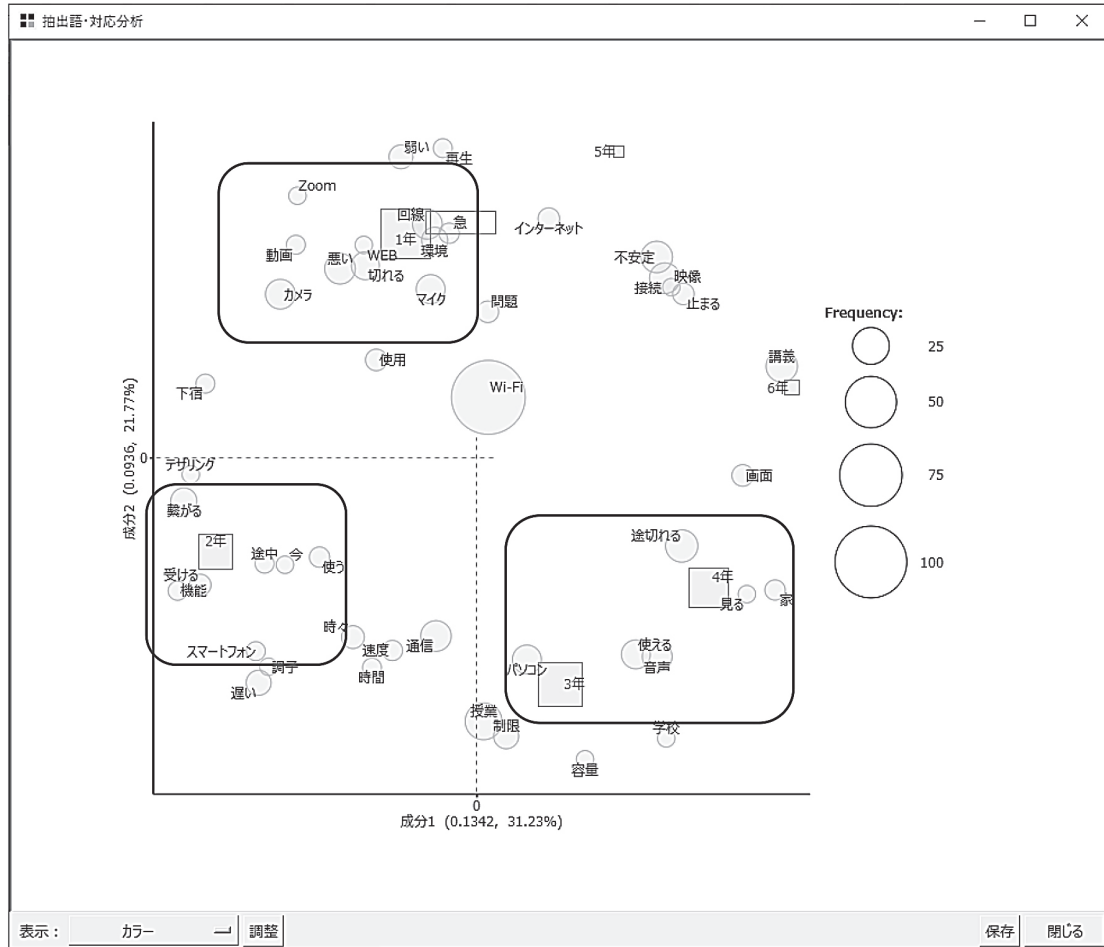 抽出語・対応分析
弱い
再生
5年
Zoom
回線
急
インターネット
1年
環境
動画
悪い
WEB
切れる
カメラ
マイク
問題
不安定
映像
接続
止まる
Frequency:
25
50
75
100
使用
下宿
Wi-Fi
講義
6年
成分2 (0.0936, 21.77%)
0
テザリング
画面
繋がる
2年
途中
今
使う
受ける
機能
途切れる
4年
見る
家
時々
速度
通信
スマートフォン
調子
時間
遅い
使える
音声
パソコン
3年
授業
制限
学校
容量
0
成分1 (0.1342, 31.23%)
表示：
カラー
調整
保存
閉じる